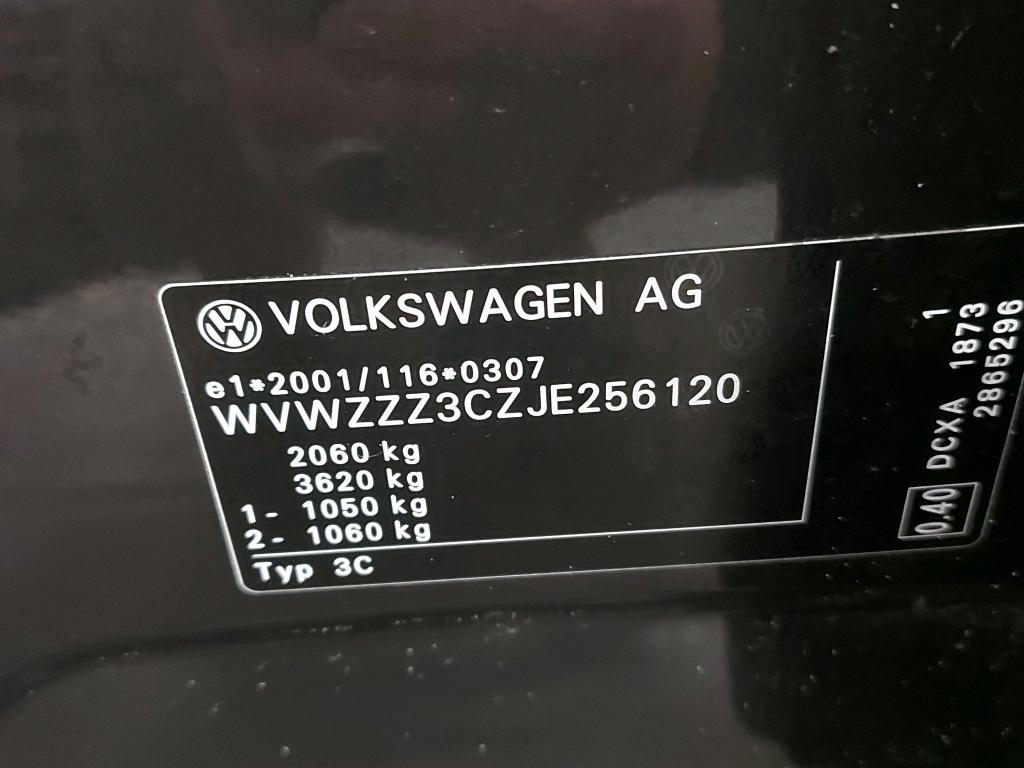 VOLKSWAGEN AG
e1*2001/116*0307
WVWZZZ3CZJE256120
2060 kg
3620 kg
1- 1050 kg
2- 1060 kg
Typ 3C
0.40 DCXA 1873 1
2865296